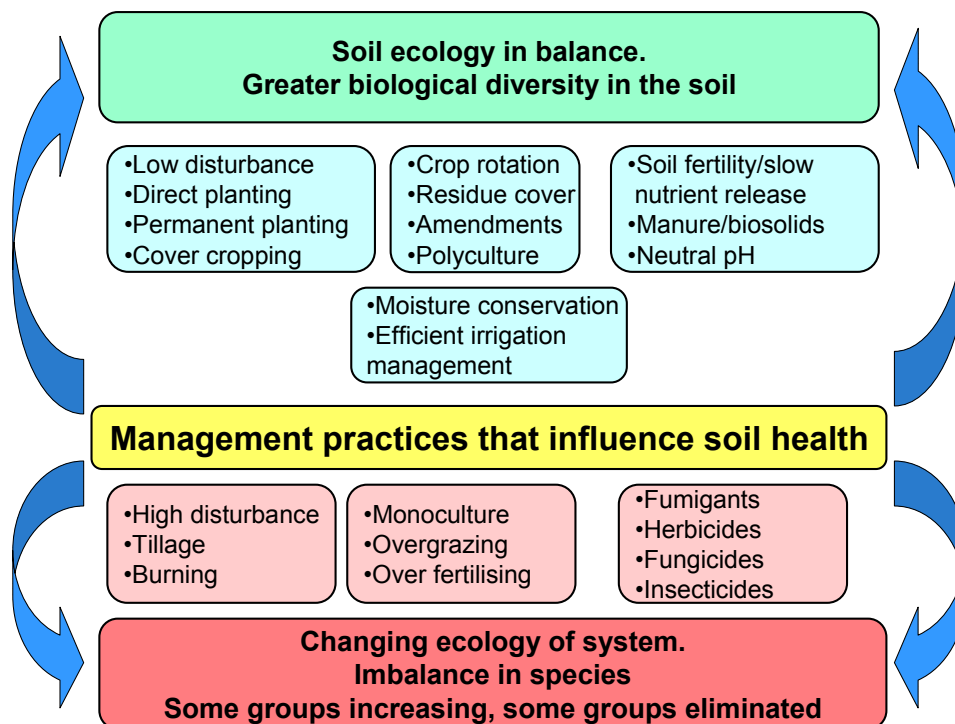 Soil ecology in balance.
Greater biological diversity in the soil
•Low disturbance
•Direct planting
•Permanent planting
•Cover cropping
•Crop rotation
•Residue cover
•Amendments
•Polyculture
•Soil fertility/slow
nutrient release
•Manure/biosolids
•Neutral pH
•Moisture conservation
•Efficient irrigation
management
Management practices that influence soil health
•High disturbance
•Tillage
•Burning
•Monoculture
•Overgrazing
•Over fertilising
•Fumigants
•Herbicides
•Fungicides
•Insecticides
Changing ecology of system.
Imbalance in species
Some groups increasing, some groups eliminated